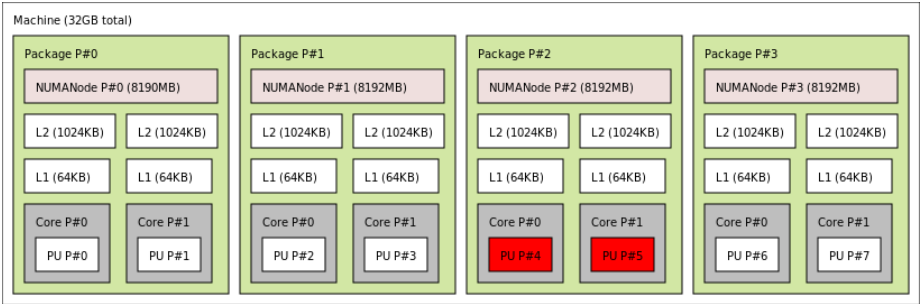 Machine (32GB total)
Package P#0
NUMANode P#0 (8190MB)
L2 (1024KB)
L2 (1024KB)
L1 (64KB)
L1 (64KB)
Core P#0
PU P#0
Core P#1
PU P#1
Package P#1
NUMANode P#1 (8192MB)
L2 (1024KB)
L2 (1024KB)
L1 (64KB)
L1 (64KB)
Core P#0
PU P#2
Core P#1
PU P#3
Package P#2
NUMANode P#2 (8192MB)
L2 (1024KB)
L2 (1024KB)
L1 (64KB)
L1 (64KB)
Core P#0
PU P#4
Core P#1
PU P#5
Package P#3
NUMANode P#3 (8192MB)
L2 (1024KB)
L2 (1024KB)
L1 (64KB)
L1 (64KB)
Core P#0
PU P#6
Core P#1
PU P#7